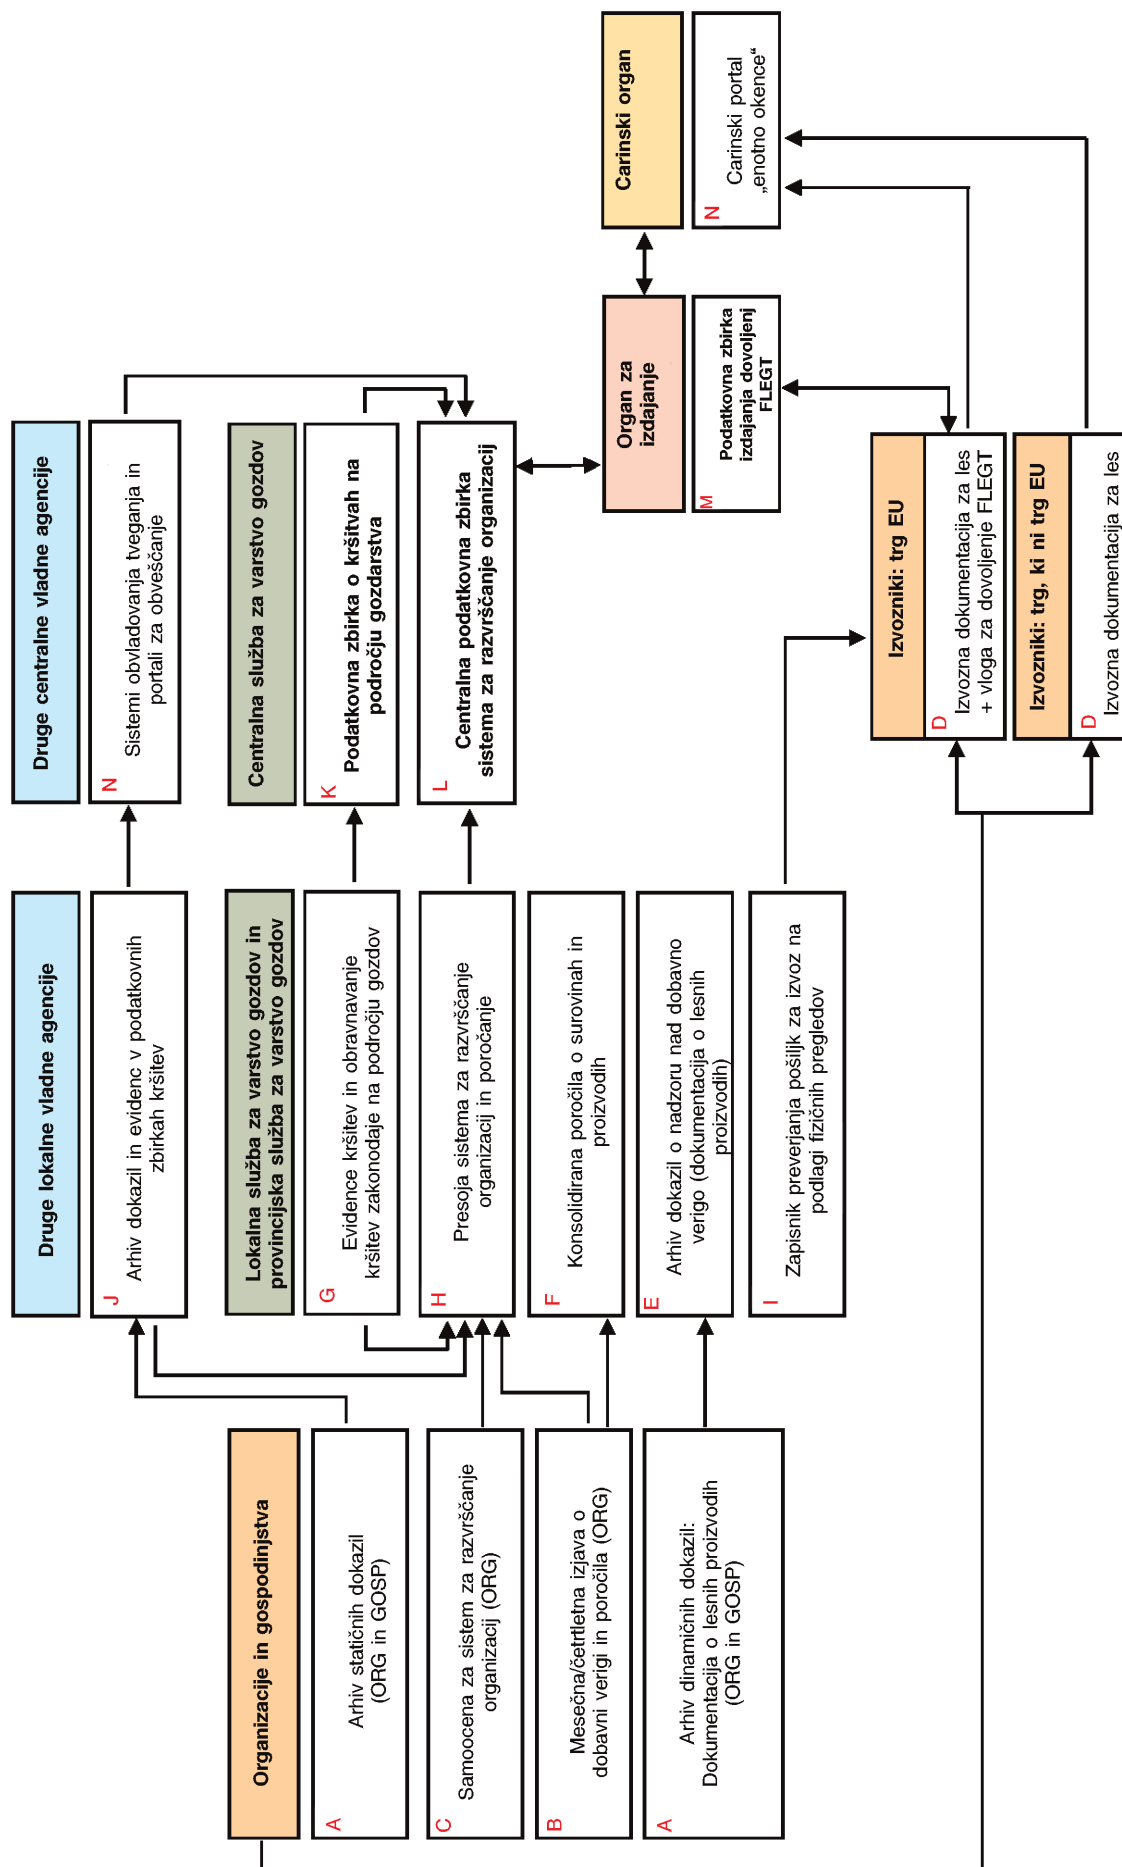 Organizacije in gospodinjstva
A
Arhiv statičnih dokazil
(ORG in GOSP)
C
Samoocena za sistem za razvrščanje
organizacij (ORG)
B
Mesečna/četrtletna izjava o
dobavni verigi in poročila (ORG)
A
Arhiv dinamičnih dokazil:
Dokumentacija o lesnih proizvodih
(ORG in GOSP)
Druge lokalne vladne agencije
J
Arhiv dokazil in evidenc v podatkovnih
zbirkah kršitev
Lokalna služba za varstvo gozdov in
provincijska služba za varstvo gozdov
G
Evidence kršitev in obravnavanje
kršitev zakonodaje na področju gozdov
H
Presoja sistema za razvrščanje
organizacij in poročanje
F
Konsolidirana poročila o surovinah in
proizvodih
E
Arhiv dokazil o nadzoru nad dobavno
verigo (dokumentacija o lesnih
proizvodih)
I
Zapisnik preverjanja pošiljk za izvoz na
podlagi fizičnih pregledov
Druge centralne vladne agencije
N
Sistemi obvladovanja tveganja in
portali za obveščanje
Centralna služba za varstvo gozdov
K
Podatkovna zbirka o kršitvah na
področju gozdarstva
L
Centralna podatkovna zbirka
sistema za razvrščanje organizacij
Izvozniki: trg EU
D
Izvozna dokumentacija za les
+ vloga za dovoljenje FLEGT
Izvozniki: trg, ki ni trg EU
D
Izvozna dokumentacija za les
Organ za
izdajanje
M
Podatkovna zbirka
izdajanja dovoljenj
FLEGT
Carinski organ
N
Carinski portal
„enotno okence“